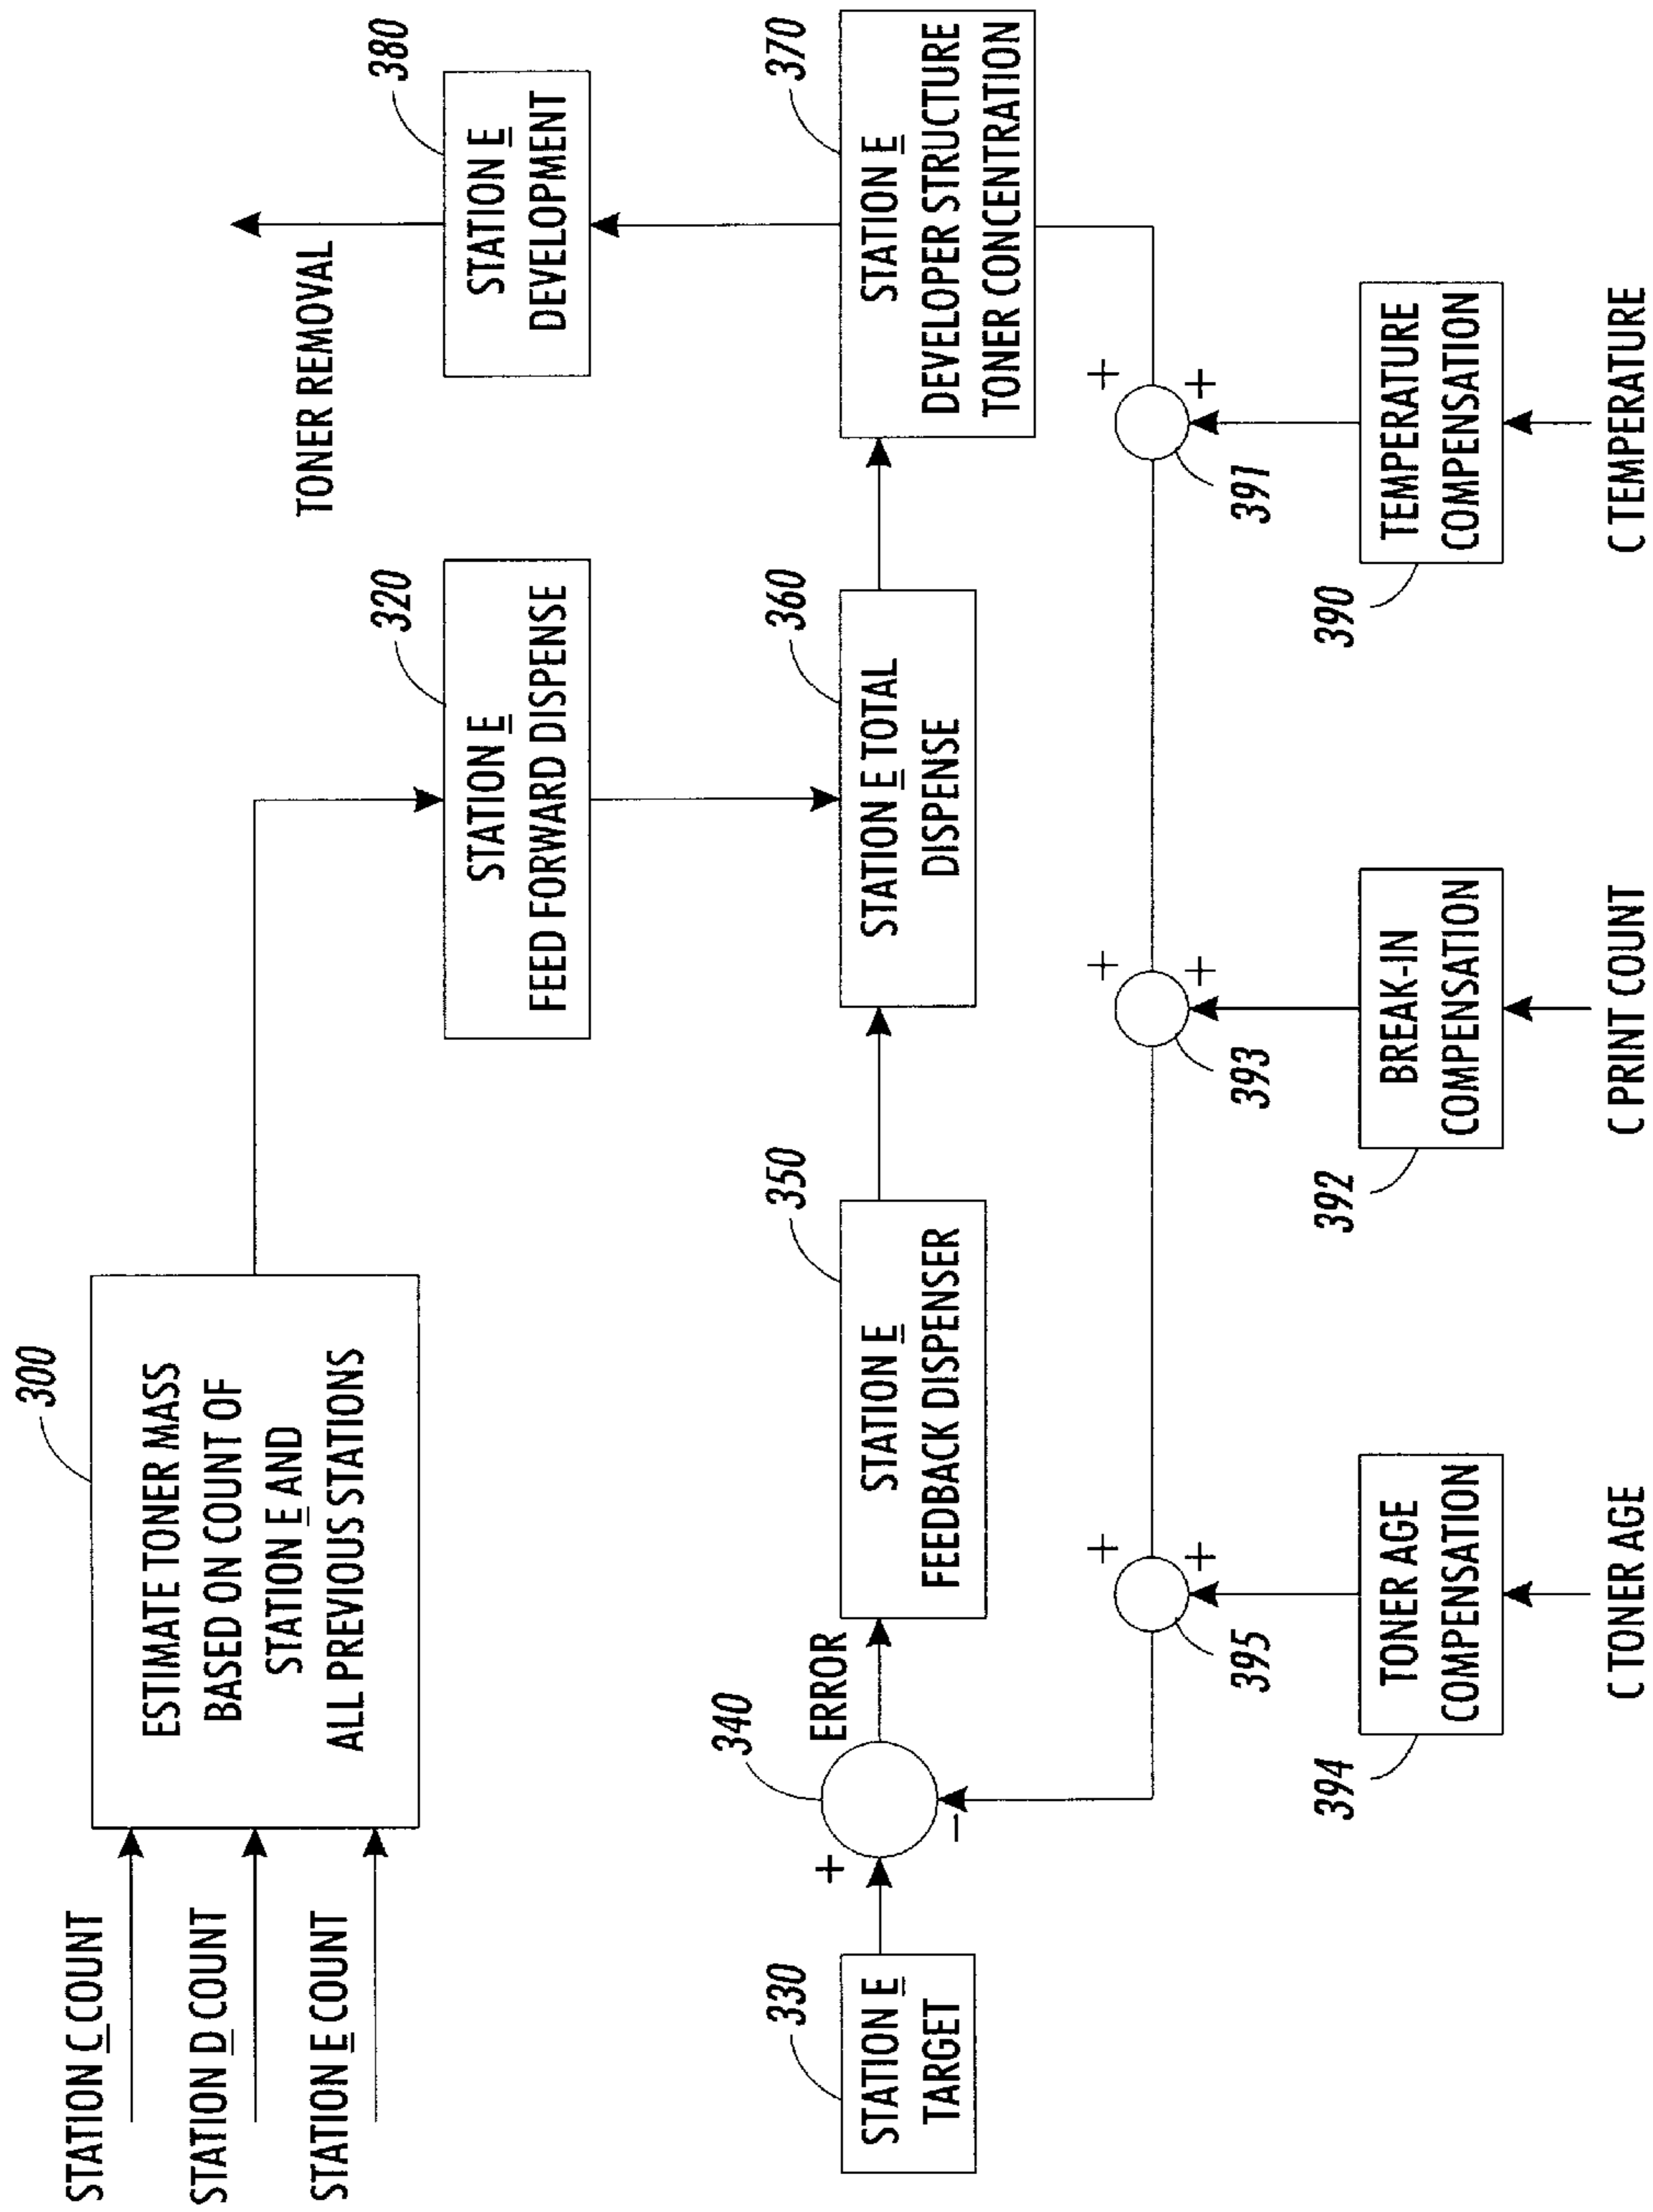 STATION C COUNT
STATION D COUNT
STATION E COUNT
300
ESTIMATE TONER MASS
BASED ON COUNT OF
STATION E AND
ALL PREVIOUS STATIONS
320
STATION E
FEED FORWARD DISPENSE
TONER REMOVAL
380
STATION E
DEVELOPMENT
330
STATION E
TARGET
340
+
−
ERROR
350
STATION E
FEEDBACK DISPENSER
360
STATION E TOTAL
DISPENSE
370
STATION E
DEVELOPER STRUCTURE
TONER CONCENTRATION
+
+
395
+
+
393
+
+
391
394
TONER AGE
COMPENSATION
C TONER AGE
392
BREAK-IN
COMPENSATION
C PRINT COUNT
390
TEMPERATURE
COMPENSATION
C TEMPERATURE